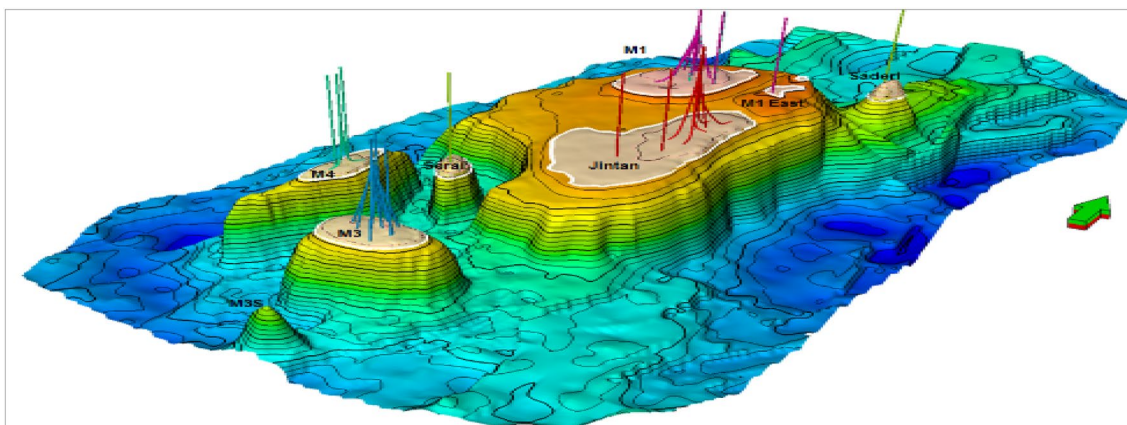 M1
Saderi
M1 East
Serai
Jintan
M4
M3
M3S